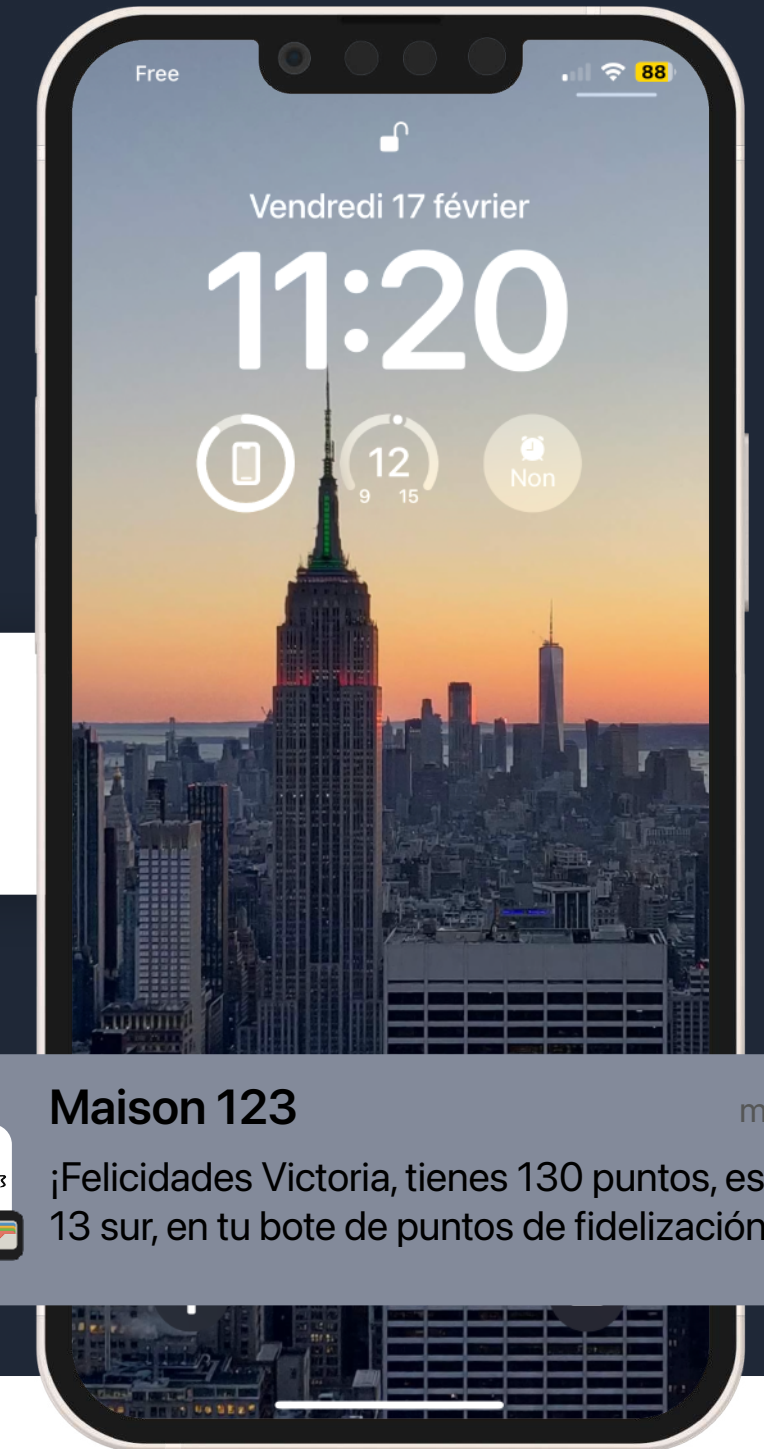 Free
88
Vendredi 17 février
11:20
12
9 15
Non
Maison 123
¡Felicidades Victoria, tienes 130 puntos, es
13 sur, en tu bote de puntos de fidelización